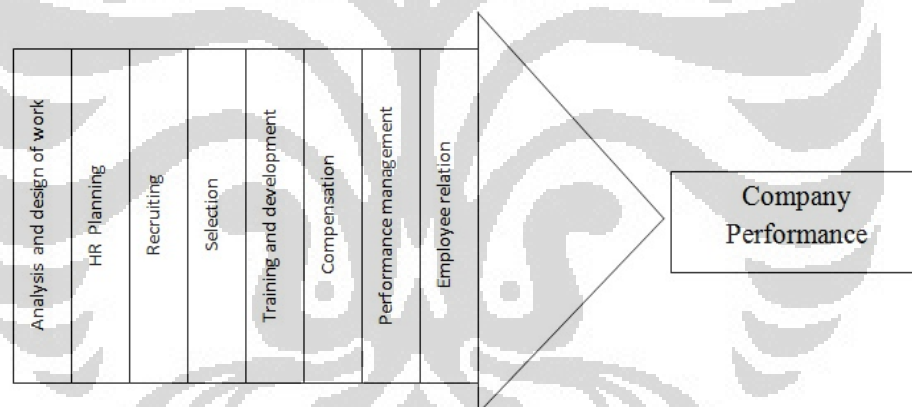 Analysis and design of work
HR Planning
Recruiting
Selection
Training and development
Compensation
Performance management
Employee relation
Company
Performance